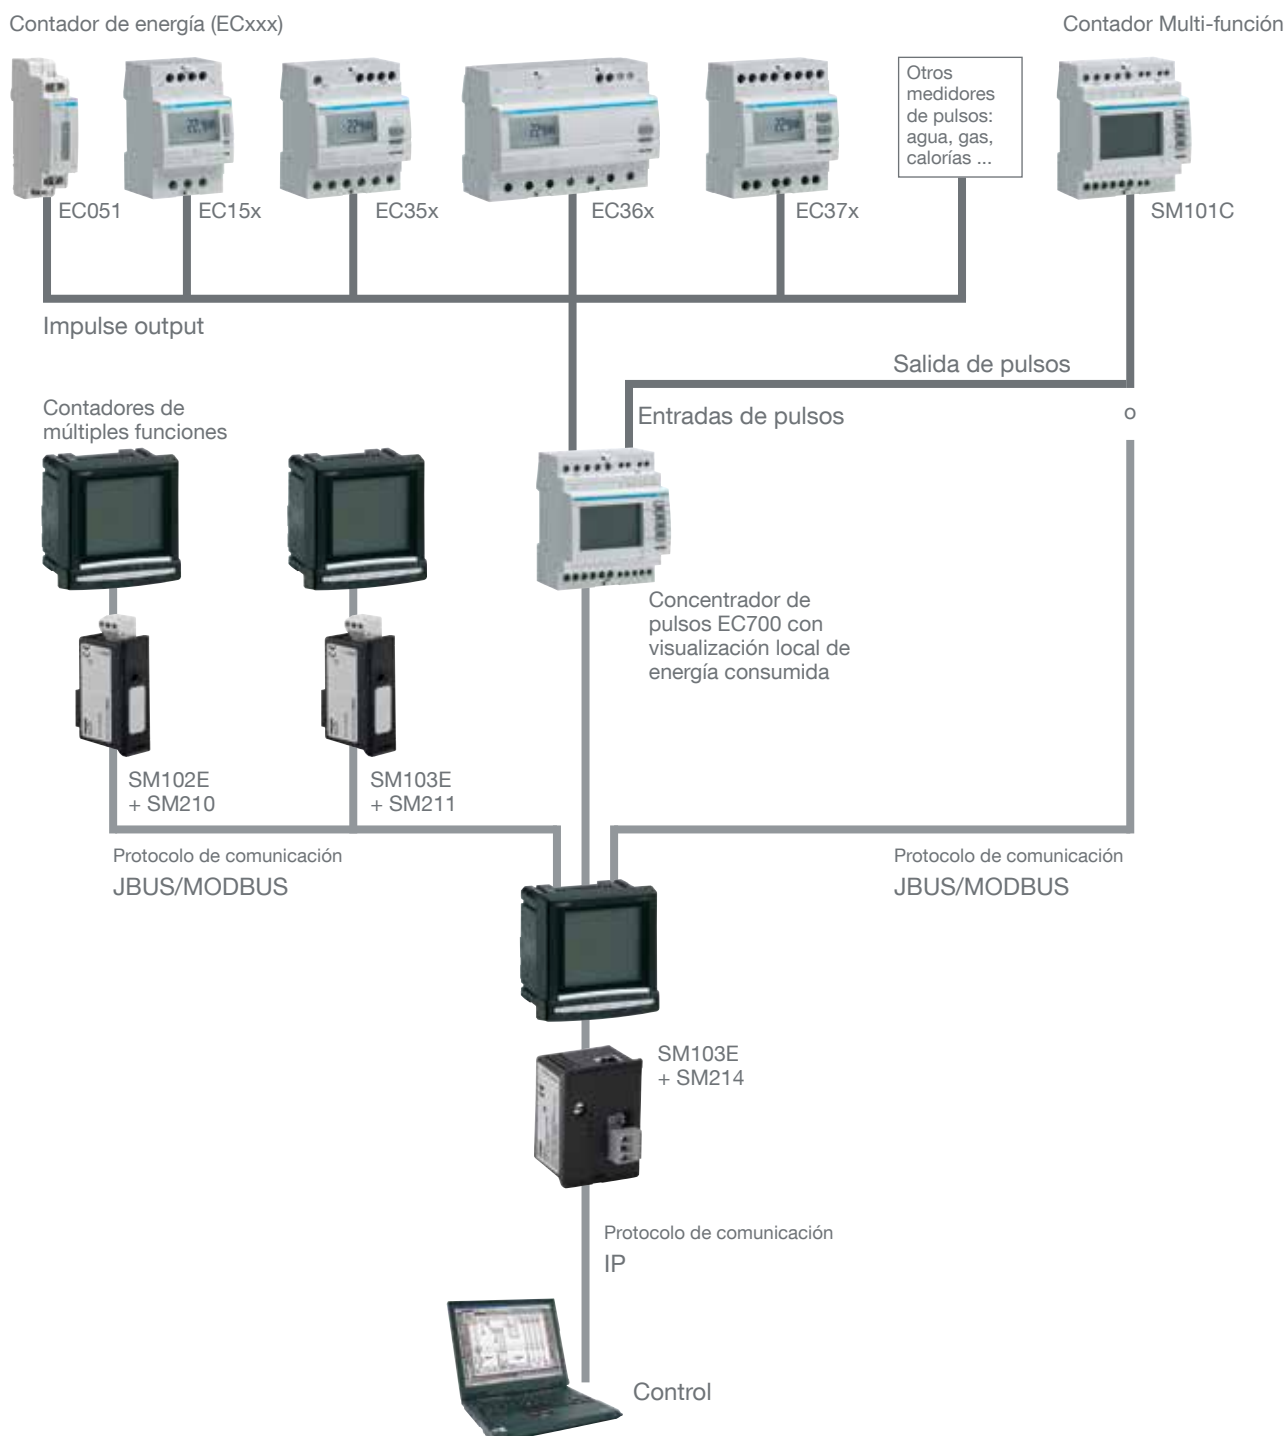 Contador de energía (ECxxx)
Contador Multi-función
Otros
medidores
de pulsos:
agua, gas,
calorías ...
EC051
EC15x
EC35x
EC36x
EC37x
SM101C
Impulse output
Salida de pulsos
Entradas de pulsos
o
Contadores de
múltiples funciones
Concentrador de
pulsos EC700 con
visualización local de
energía consumida
SM102E
+ SM210
SM103E
+ SM211
Protocolo de comunicación
JBUS/MODBUS
Protocolo de comunicación
JBUS/MODBUS
SM103E
+ SM214
Protocolo de comunicación
IP
Control